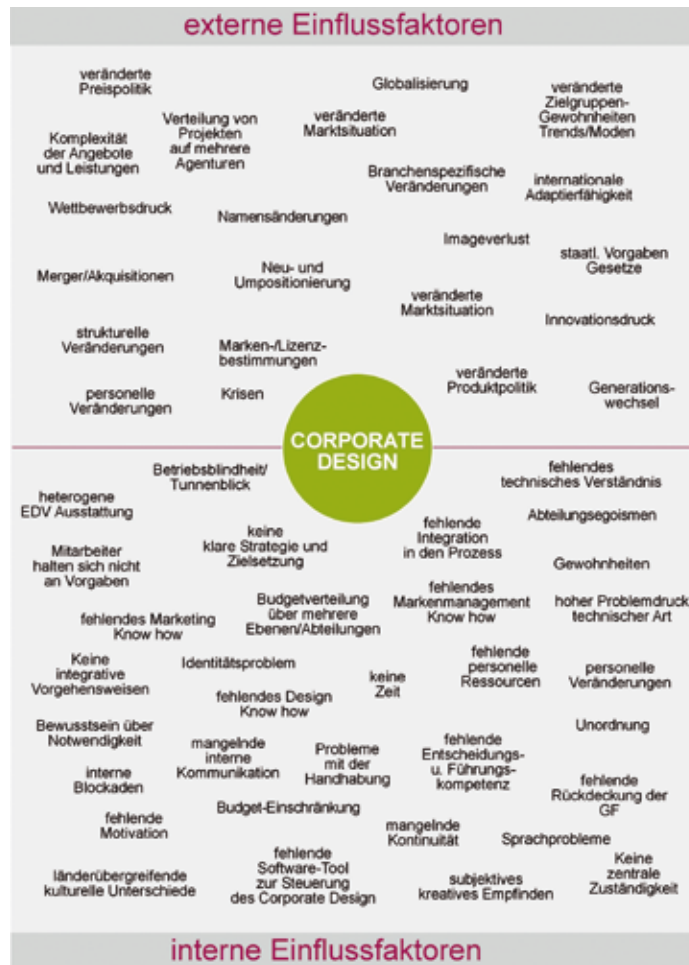 externe Einflussfaktoren
veränderte
Preispolitik
Globalisierung
veränderte
Zielgruppen-
Gewohnheiten
Trends/Moden
Komplexität
der Angebote
und Leistungen
Verteilung von
Projekten
auf mehrere
Agenturen
veränderte
Marktsituation
Branchenspezifische
Veränderungen
internationale
Adaptierfähigkeit
Wettbewerbsdruck
Namensänderungen
Imageverlust
staatl. Vorgaben
Gesetze
Merger/Akquisitionen
Neu- und
Umpositionierung
veränderte
Marktsituation
Innovationsdruck
strukturelle
Veränderungen
Marken-/Lizenz-
bestimmungen
veränderte
Produktpolitik
Generations-
wechsel
personelle
Veränderungen
Krisen
CORPORATE
DESIGN
Betriebsblindheit/
Tunnenblick
fehlendes
technisches Verständnis
heterogene
EDV Ausstattung
keine
klare Strategie und
Zielsetzung
fehlende
Integration
in den Prozess
Abteilungsegoismen
Mitarbeiter
halten sich nicht
an Vorgaben
Gewohnheiten
fehlendes Marketing
Know how
Budgetverteilung
über mehrere
Ebenen/Abteilungen
fehlendes
Markenmanagement
Know how
hoher Problemdruck
technischer Art
Keine
integrative
Vorgehensweisen
Identitätsproblem
keine
Zeit
fehlende
personelle
Ressourcen
personelle
Veränderungen
fehlendes Design
Know how
Bewusstsein über
Notwendigkeit
mangelnde
interne
Kommunikation
Probleme
mit der
Handhabung
fehlende
Entscheidungs-
u. Führungs-
kompetenz
Unordnung
interne
Blockaden
fehlende
Rückdeckung der
GF
Budget-Einschränkung
fehlende
Motivation
mangelnde
Kontinuität
Sprachprobleme
länderübergreifende
kulturelle Unterschiede
fehlende
Software-Tool
zur Steuerung
des Corporate Design
subjektives
kreatives Empfinden
Keine
zentrale
Zuständigkeit
interne Einflussfaktoren